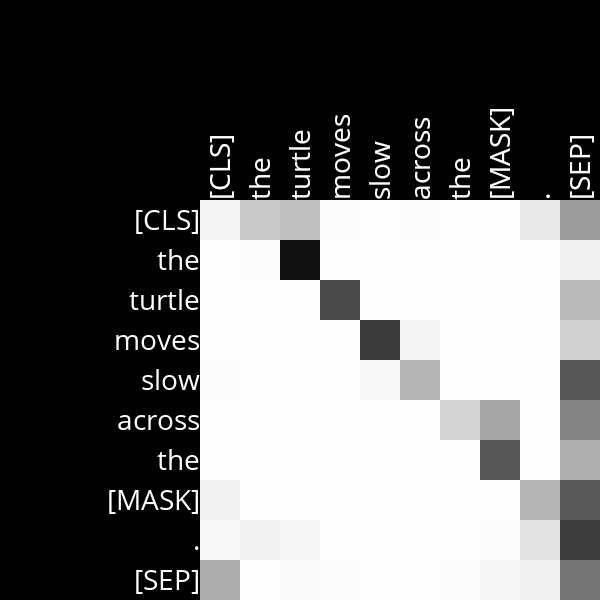 [CLS] the turtle moves slow across the [MASK] . [SEP]
[CLS]
the
turtle
moves
slow
across
the
[MASK]
.
[SEP]